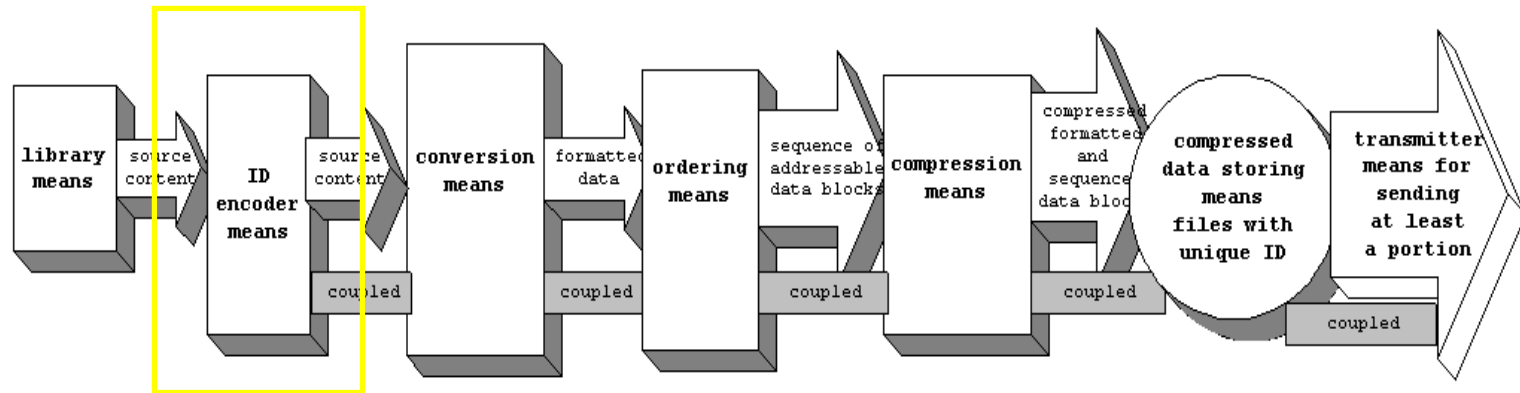 library
means
source
content
ID
encoder
means
source
content
coupled
conversion
means
formatted
data
coupled
ordering
means
sequence of
addressable
data blocks
coupled
compression
means
compressed
formatted
and
sequenced
data block
coupled
compressed
data storing
means
files with
unique ID
transmitter
means for
sending
at least
a portion
coupled